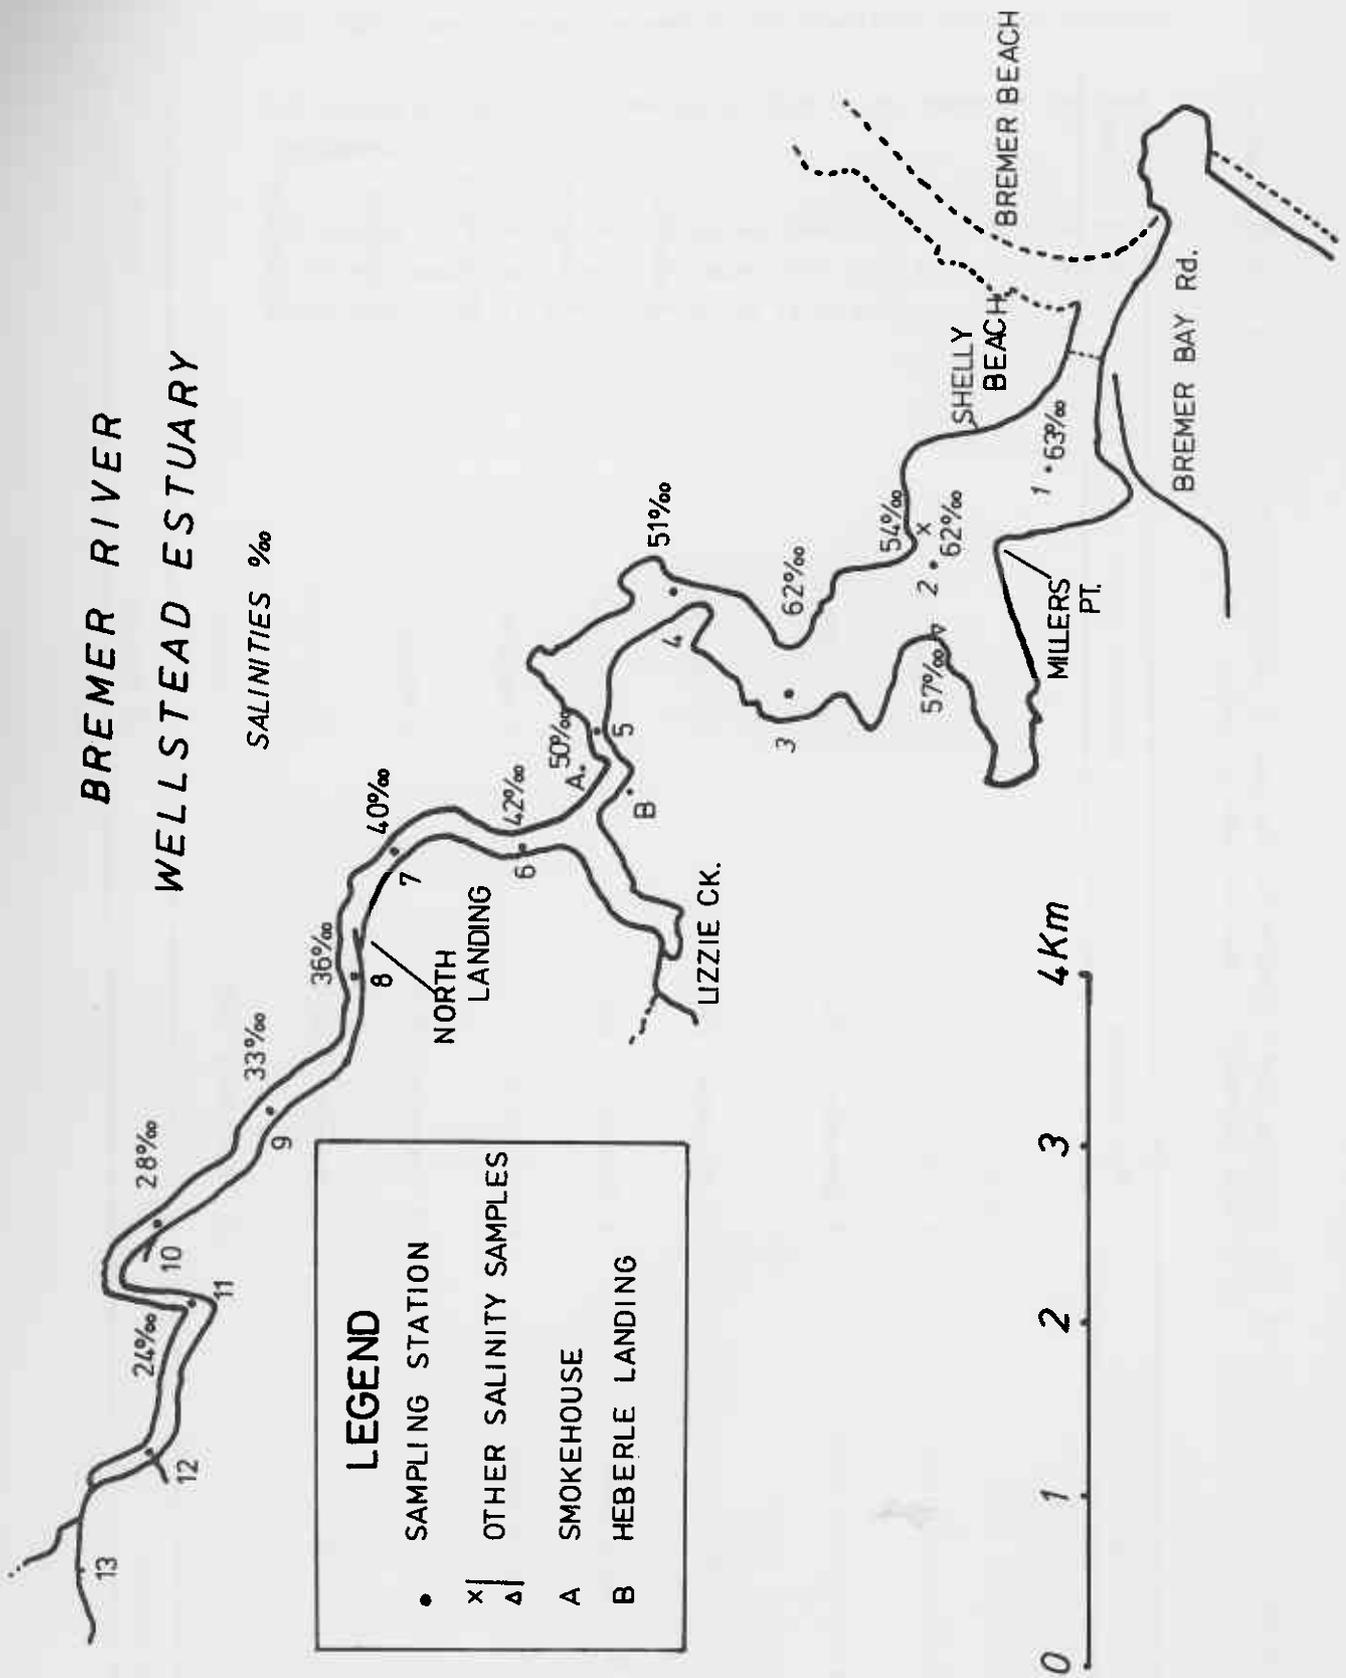 BREMER RIVER
WELLSTEAD ESTUARY
SALINITIES ‰
13
12
24‰
11
10
28‰
9
33‰
36‰
8
NORTH
LANDING
7
40‰
6
42‰
50‰
A.
5
B
LIZZIE CK.
4
51‰
3
62‰
54‰
x
2
62‰
57‰
MILLERS
PT.
1
63‰
SHELLY
BEACH
BREMER BEACH
BREMER BAY Rd.
LEGEND
• SAMPLING STATION
x
Δ OTHER SALINITY SAMPLES
A SMOKEHOUSE
B HEBERLE LANDING
0 1 2 3 4 Km